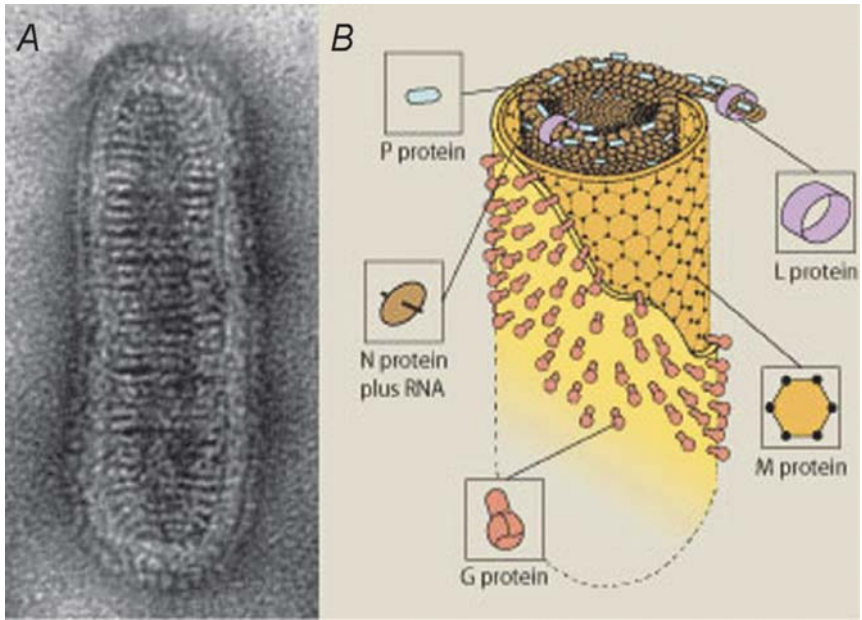 A
B
P protein
L protein
N protein
plus RNA
M protein
G protein